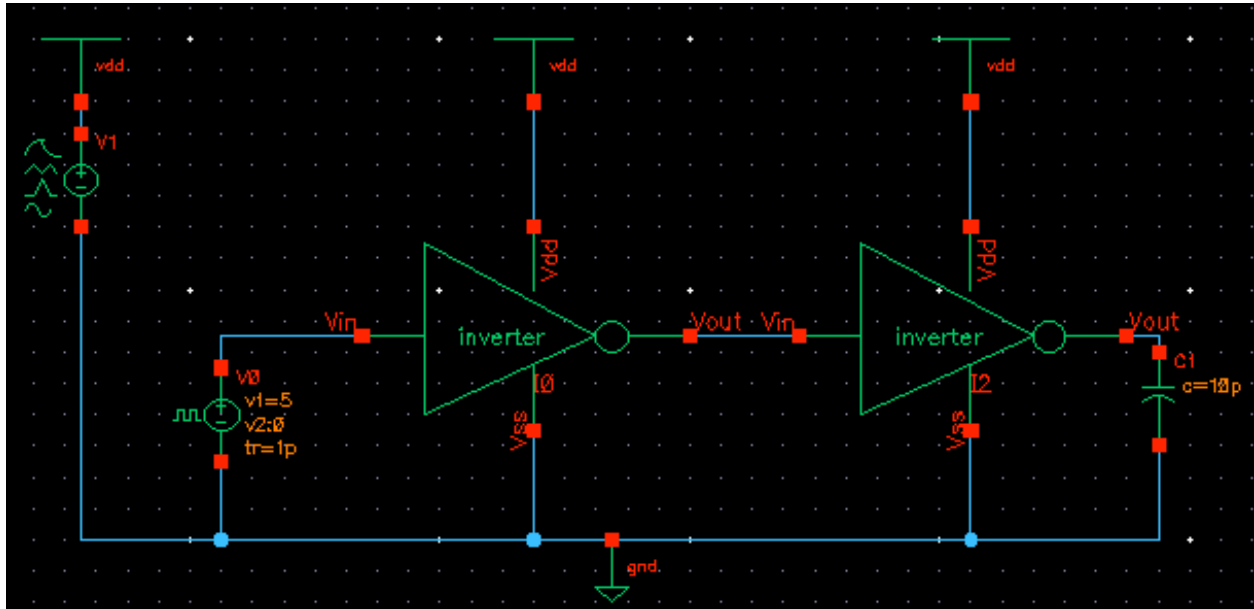 vdd
vdd
vdd
V1
Vdd
Vdd
Vin
Vout
Vin
Vout
inverter
inverter
V0
v1=5
v2:0
tr=1p
I0
I2
C1
c=10p
Vss
Vss
gnd